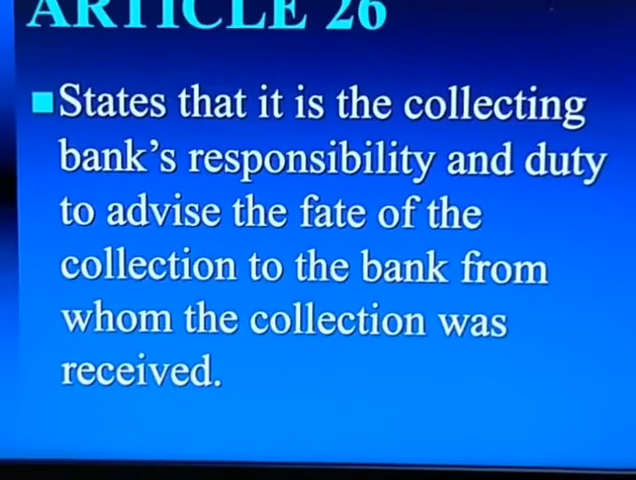 ARTICLE 26
States that it is the collecting
bank’s responsibility and duty
to advise the fate of the
collection to the bank from
whom the collection was
received.